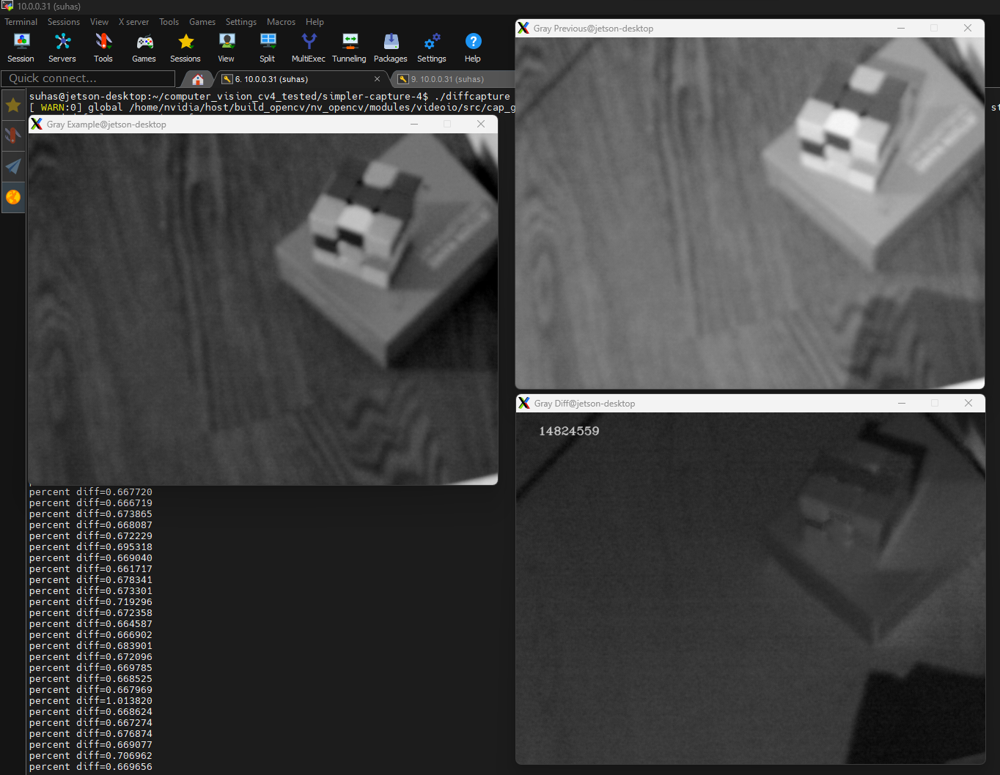 10.0.0.31 (suhas)
Terminal Sessions View X server Tools Games Settings Macros Help
Session Servers Tools Games Sessions View Split MultiExec Tunneling Packages Settings Help
Quick connect...
6. 10.0.0.31 (suhas)
9. 10.0.0.31 (suhas)
suhas@jetson-desktop:~/computer_vision_cv4_tested/simpler-capture-4$ ./diffcapture
[ WARN:0] global /home/nvidia/host/build_opencv/nv_opencv/modules/videoio/src/cap_g
st
Gray Example@jetson-desktop
Gray Previous@jetson-desktop
Gray Diff@jetson-desktop
14824559
percent diff=0.667720
percent diff=0.666719
percent diff=0.673865
percent diff=0.668087
percent diff=0.672229
percent diff=0.695318
percent diff=0.669040
percent diff=0.661717
percent diff=0.678341
percent diff=0.673301
percent diff=0.719296
percent diff=0.672358
percent diff=0.664587
percent diff=0.666902
percent diff=0.683901
percent diff=0.672096
percent diff=0.669785
percent diff=0.668525
percent diff=0.667969
percent diff=1.013820
percent diff=0.668624
percent diff=0.667274
percent diff=0.676874
percent diff=0.669077
percent diff=0.706962
percent diff=0.669656